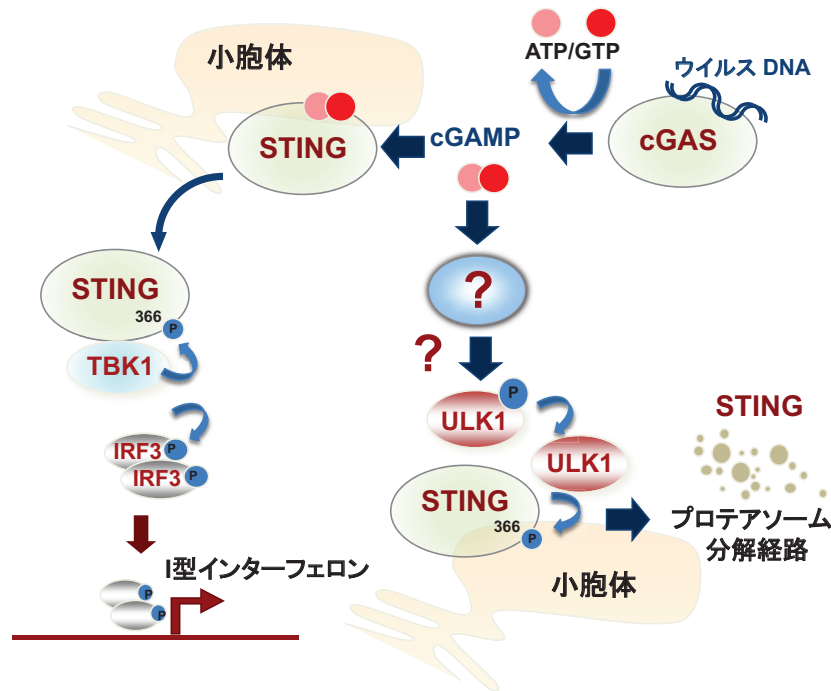 小胞体
ATP/GTP
ウイルス DNA
STING
cGAMP
cGAS
STING
366
P
TBK1
?
?
P
ULK1
IRF3
P
IRF3
P
ULK1
STING
366
P
STING
プロテアソーム
分解経路
I型インターフェロン
小胞体
P
P